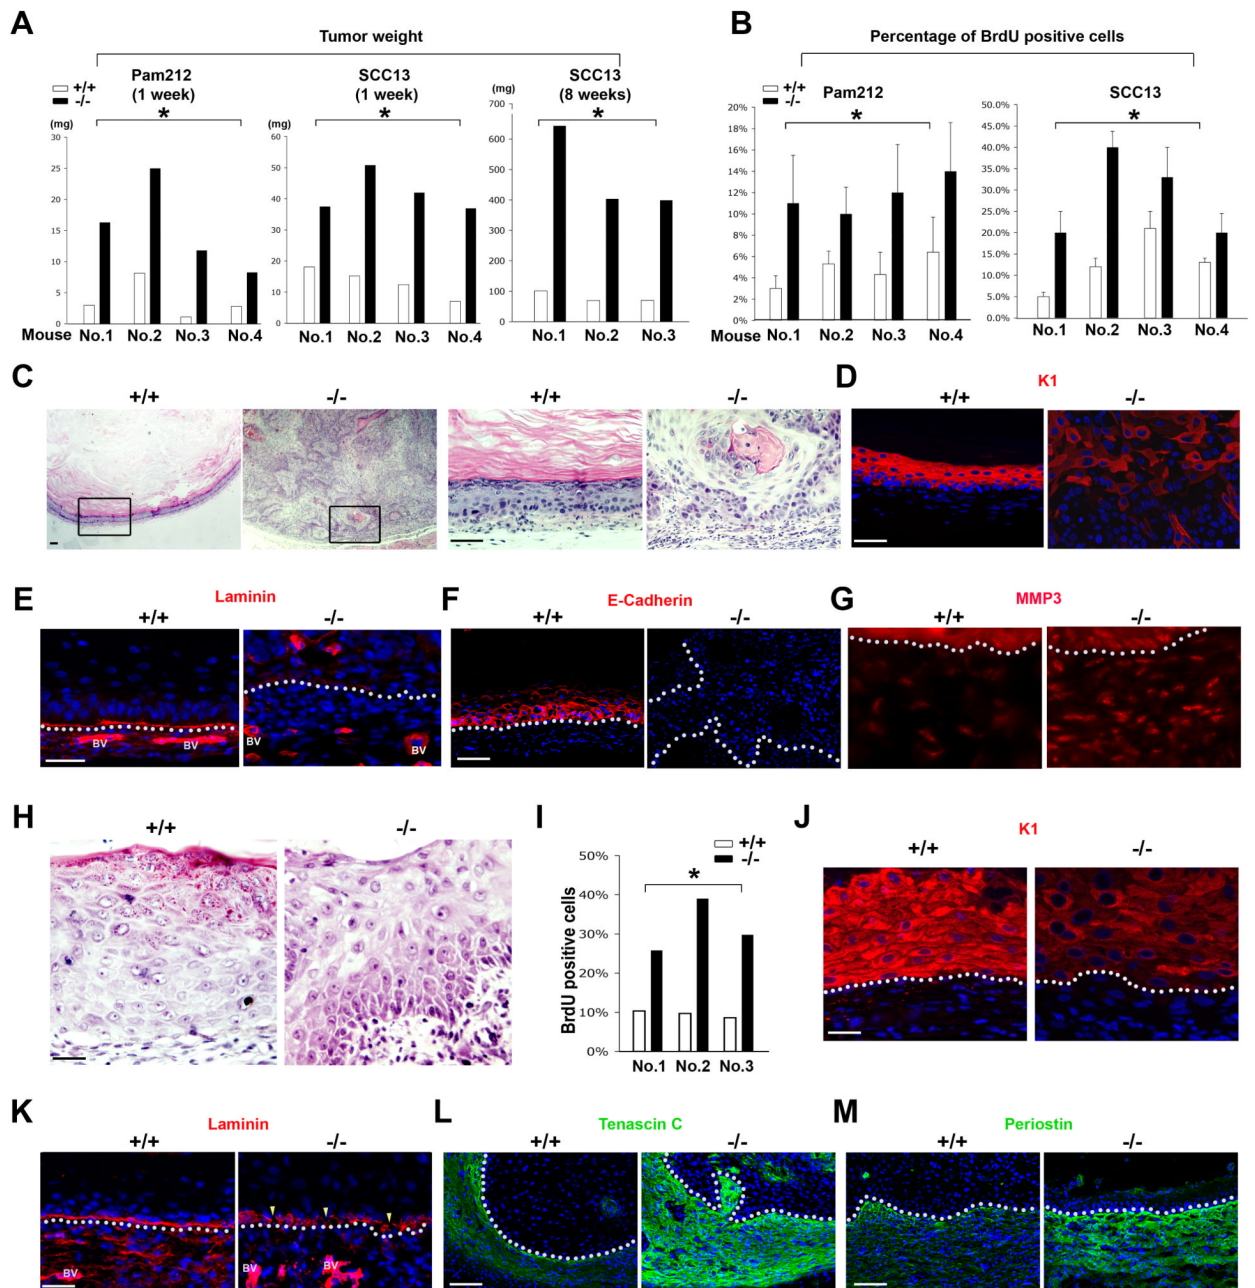 A
Tumor weight
+/+
-/-
Pam212
(1 week)
SCC13
(1 week)
SCC13
(8 weeks)
*
*
*
(mg)
30
25
20
15
10
5
0
(mg)
60
50
40
30
20
10
0
(mg)
700
600
500
400
300
200
100
0
Mouse No.1 No.2 No.3 No.4
No.1 No.2 No.3 No.4
No.1 No.2 No.3
B
Percentage of BrdU positive cells
+/+
-/-
Pam212
SCC13
*
*
20%
18%
16%
14%
12%
10%
8%
6%
4%
2%
0%
50.0%
45.0%
40.0%
35.0%
30.0%
25.0%
20.0%
15.0%
10.0%
5.0%
0.0%
Mouse No.1 No.2 No.3 No.4
No.1 No.2 No.3 No.4
C
+/+ -/- +/+ -/-
D
K1
+/+ -/-
E
Laminin
+/+ -/-
BV BV BV BV
F
E-Cadherin
+/+ -/-
G
MMP3
+/+ -/-
H
+/+ -/-
I
+/+
-/-
*
BrdU positive cells
50%
40%
30%
20%
10%
0%
No.1 No.2 No.3
J
K1
+/+ -/-
K
Laminin
+/+ -/-
BV BV BV
L
Tenascin C
+/+ -/-
M
Periostin
+/+ -/-